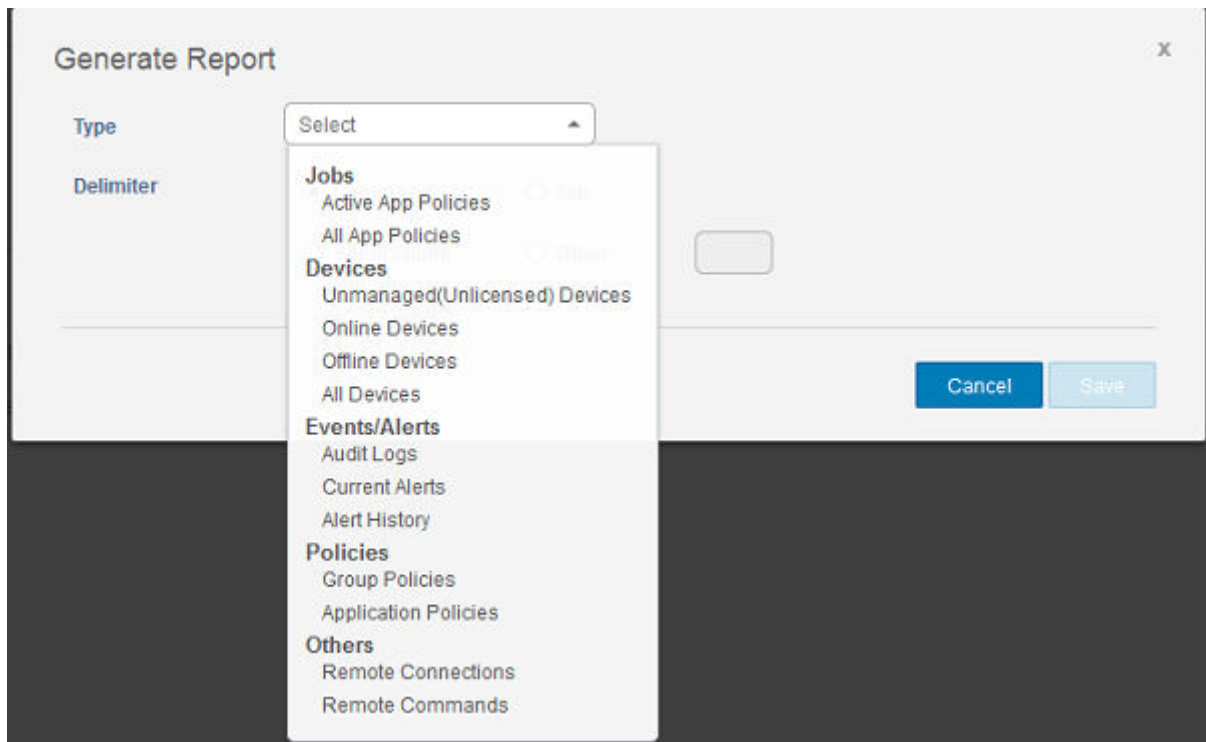 Generate Report
x
Type
Select
Delimiter
Jobs
Active App Policies
All App Policies
Devices
Unmanaged(Unlicensed) Devices
Online Devices
Offline Devices
All Devices
Events/Alerts
Audit Logs
Current Alerts
Alert History
Policies
Group Policies
Application Policies
Others
Remote Connections
Remote Commands
Cancel
Save